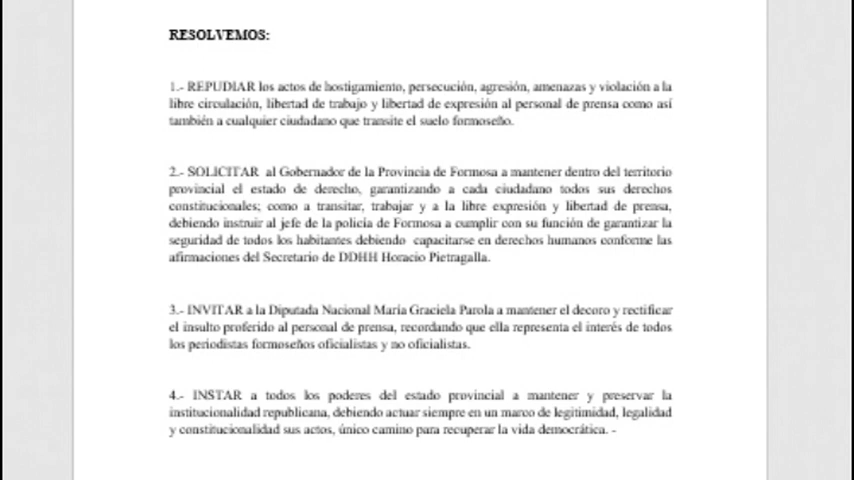 RESOLVEMOS:
1.- REPUDIAR los actos de hostigamiento, persecución, agresión, amenazas y violación a la
libre circulación, libertad de trabajo y libertad de expresión al personal de prensa como así
también a cualquier ciudadano que transite el suelo formoseño.
2.- SOLICITAR al Gobernador de la Provincia de Formosa a mantener dentro del territorio
provincial el estado de derecho, garantizando a cada ciudadano todos sus derechos
constitucionales; como a transitar, trabajar y a la libre expresión y libertad de prensa,
debiendo instruir al jefe de la policía de Formosa a cumplir con su función de garantizar la
seguridad de todos los habitantes debiendo capacitarse en derechos humanos conforme las
afirmaciones del Secretario de DDHH Horacio Pietragalla.
3.- INVITAR a la Diputada Nacional María Graciela Parola a mantener el decoro y rectificar
el insulto proferido al personal de prensa, recordando que ella representa el interés de todos
los periodistas formoseños oficialistas y no oficialistas.
4.- INSTAR a todos los poderes del estado provincial a mantener y preservar la
institucionalidad republicana, debiendo actuar siempre en un marco de legitimidad, legalidad
y constitucionalidad sus actos, único camino para recuperar la vida democrática. -